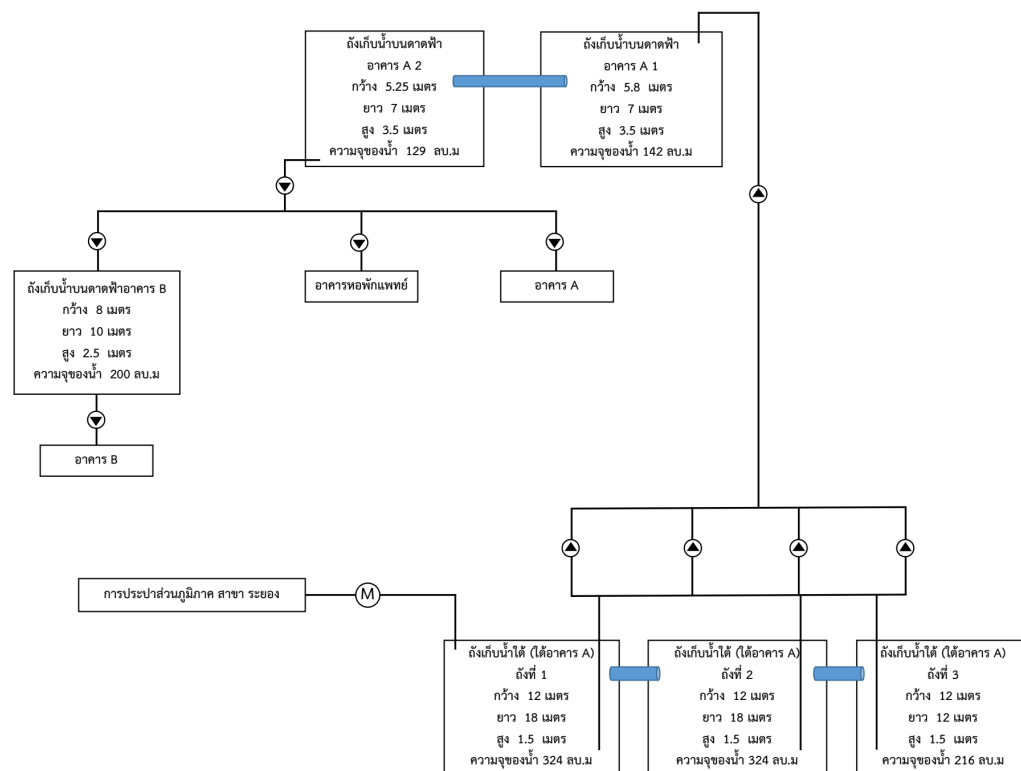 ถังเก็บน้ำบนดาดฟ้า
อาคาร A 2
กว้าง 5.25 เมตร
ยาว 7 เมตร
สูง 3.5 เมตร
ความจุของน้ำ 129 ลบ.ม
ถังเก็บน้ำบนดาดฟ้า
อาคาร A 1
กว้าง 5.8 เมตร
ยาว 7 เมตร
สูง 3.5 เมตร
ความจุของน้ำ 142 ลบ.ม
ถังเก็บน้ำบนดาดฟ้าอาคาร B
กว้าง 8 เมตร
ยาว 10 เมตร
สูง 2.5 เมตร
ความจุของน้ำ 200 ลบ.ม
อาคารหอพักแพทย์
อาคาร A
อาคาร B
การประปาส่วนภูมิภาค สาขา ระยอง
M
ถังเก็บน้ำใต้ (ใต้อาคาร A)
ถังที่ 1
กว้าง 12 เมตร
ยาว 18 เมตร
สูง 1.5 เมตร
ความจุของน้ำ 324 ลบ.ม
ถังเก็บน้ำใต้ (ใต้อาคาร A)
ถังที่ 2
กว้าง 12 เมตร
ยาว 18 เมตร
สูง 1.5 เมตร
ความจุของน้ำ 324 ลบ.ม
ถังเก็บน้ำใต้ (ใต้อาคาร A)
ถังที่ 3
กว้าง 12 เมตร
ยาว 12 เมตร
สูง 1.5 เมตร
ความจุของน้ำ 216 ลบ.ม